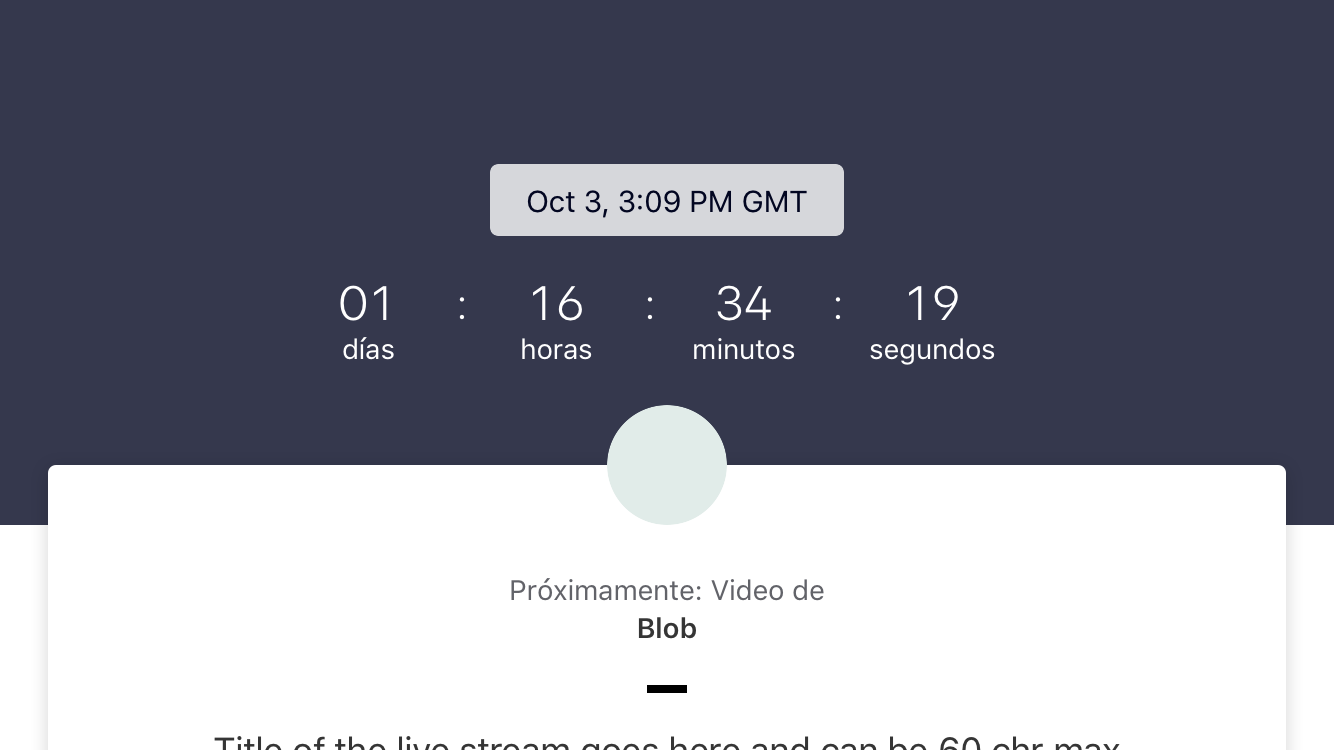 Oct 3, 3:09 PM GMT
01 : 16 : 34 : 19
días horas minutos segundos
Próximamente: Video de
Blob
Title of the live stream goes here and can be 60 chr max